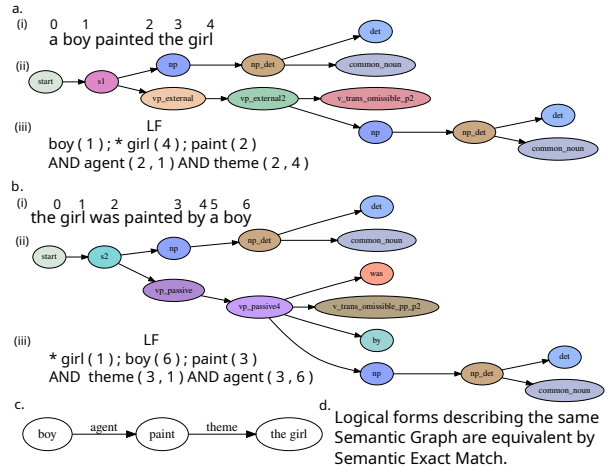 a.
(i) 0 1 2 3 4
a boy painted the girl
(ii)
start s1 np np_det det
common_noun
vp_external vp_external2 v_trans_omissible_p2
np np_det det
common_noun
(iii) LF
boy ( 1 ) ; * girl ( 4 ) ; paint ( 2 )
AND agent ( 2 , 1 ) AND theme ( 2 , 4 )
b.
(i) 0 1 2 3 4 5 6
the girl was painted by a boy
(ii)
start s2 np np_det det
common_noun
vp_passive vp_passive4 was
v_trans_omissible_pp_p2
by
np np_det det
common_noun
(iii) LF
* girl ( 1 ) ; boy ( 6 ) ; paint ( 3 )
AND theme ( 3 , 1 ) AND agent ( 3 , 6 )
c.
boy agent paint theme the girl
d. Logical forms describing the same
Semantic Graph are equivalent by
Semantic Exact Match.